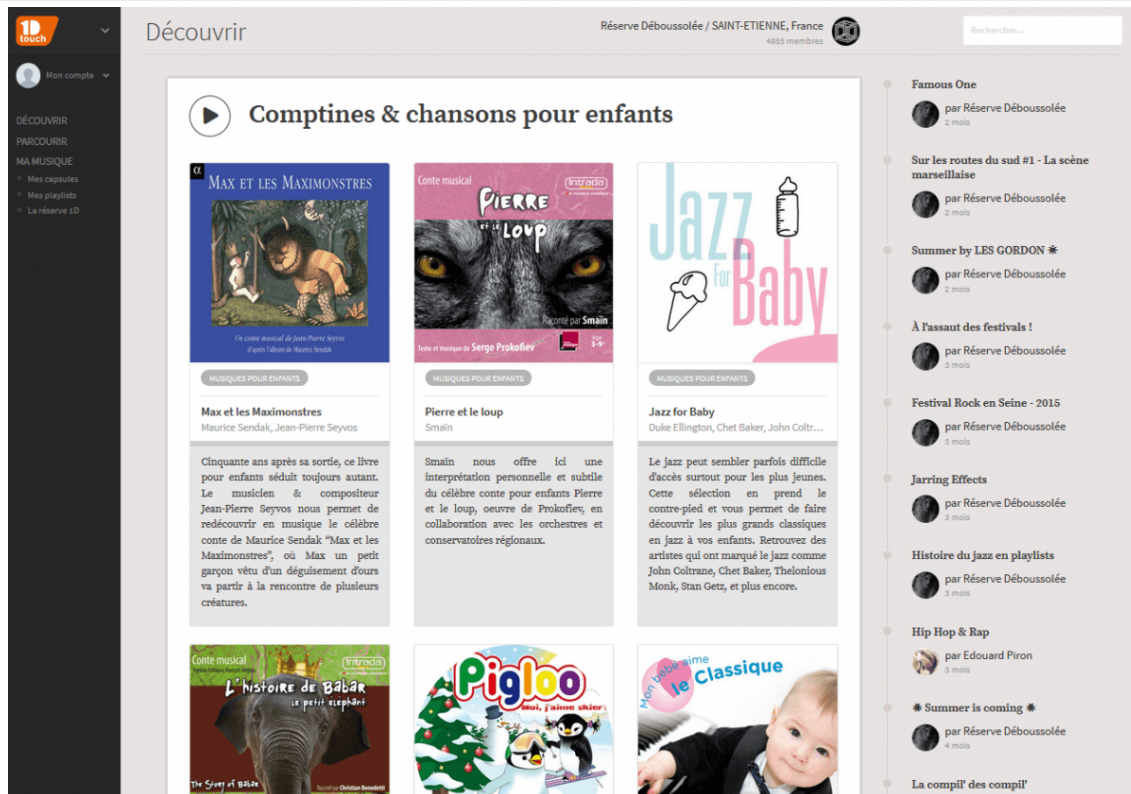 1D
touch
Mon compte
DÉCOUVRIR
PARCOURIR
MA MUSIQUE
Mes capsules
Mes playlists
La réserve 1D
Découvrir
Réserve Déboussolée / SAINT-ETIENNE, France
4955 membres
Rechercher...
Comptines & chansons pour enfants
α
MAX ET LES MAXIMONSTRES
Un conte musical de Jean-Pierre Seyvos
d'après l'album de Maurice Sendak
MUSIQUES POUR ENFANTS
Max et les Maximonstres
Maurice Sendak, Jean-Pierre Seyvos
Cinquante ans après sa sortie, ce livre
pour enfants séduit toujours autant.
Le musicien & compositeur
Jean-Pierre Seyvos nous permet de
redécouvrir en musique le célèbre
conte de Maurice Sendak “Max et les
Maximonstres”, où Max un petit
garçon vêtu d'un déguisement d'ours
va partir à la rencontre de plusieurs
créatures.
Conte musical
Intrada
PIERRE
ET LE LOUP
Raconté par Smaïn
Texte et musique de Serge Prokofiev
âge
3-9
MUSIQUES POUR ENFANTS
Pierre et le loup
Smaïn
Smaïn nous offre ici une
interprétation personnelle et subtile
du célèbre conte pour enfants Pierre
et le loup, oeuvre de Prokofiev, en
collaboration avec les orchestres et
conservatoires régionaux.
Jazz
For
Baby
MUSIQUES POUR ENFANTS
Jazz for Baby
Duke Ellington, Chet Baker, John Coltr...
Le jazz peut sembler parfois difficile
d'accès surtout pour les plus jeunes.
Cette sélection en prend le
contre-pied et vous permet de faire
découvrir les plus grands classiques
en jazz à vos enfants. Retrouvez des
artistes qui ont marqué le jazz comme
John Coltrane, Chet Baker, Thelonious
Monk, Stan Getz, et plus encore.
Conte musical
Intrada
L'histoire de Babar
le petit elephant
The Story of Babar
Raconté par Christian Benedetti
Pigloo
Moi, j'aime skier
Mon bébé aime
le Classique
Famous One
par Réserve Déboussolée
2 mois
Sur les routes du sud #1 - La scène
marseillaise
par Réserve Déboussolée
2 mois
Summer by LES GORDON ☀
par Réserve Déboussolée
2 mois
À l'assaut des festivals !
par Réserve Déboussolée
3 mois
Festival Rock en Seine - 2015
par Réserve Déboussolée
3 mois
Jarring Effects
par Réserve Déboussolée
3 mois
Histoire du jazz en playlists
par Réserve Déboussolée
3 mois
Hip Hop & Rap
par Edouard Piron
3 mois
☀ Summer is coming ☀
par Réserve Déboussolée
4 mois
La compil' des compil'